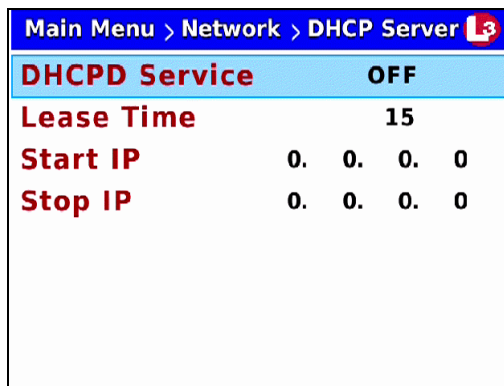 Main Menu > Network > DHCP Server L3
DHCPD Service OFF
Lease Time 15
Start IP 0. 0. 0. 0
Stop IP 0. 0. 0. 0